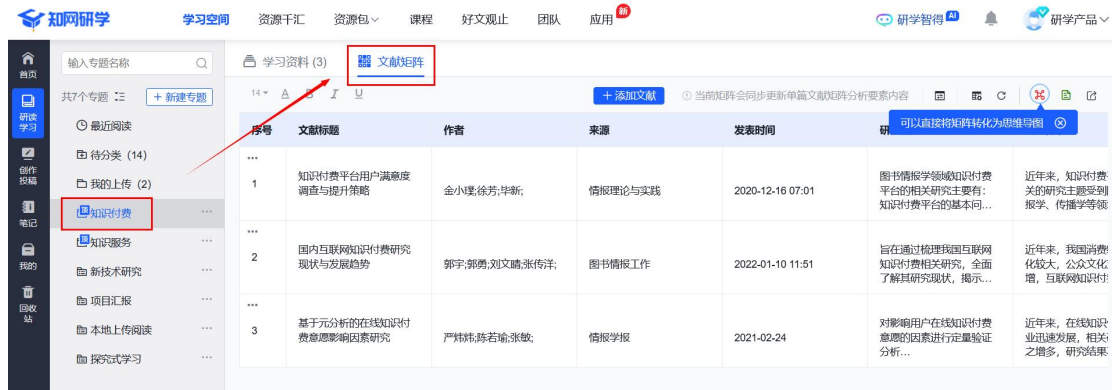 知网研学
学习空间 资源千汇 资源包 课程 好文观止 团队 应用 新
研学智得 AI 研学产品
首页
研读
学习
创作
投稿
笔记
我的
回收
站
输入专题名称
共7个专题 + 新建专题
最近阅读
待分类 (14)
我的上传 (2)
知识付费
知识服务
新技术研究
项目汇报
本地上传阅读
探究式学习
学习资料 (3) 文献矩阵
14 A B I U + 添加文献 当前矩阵会同步更新单篇文献矩阵分析要素内容
可以直接将矩阵转化为思维导图
序号 文献标题 作者 来源 发表时间 研
1
知识付费平台用户满意度
调查与提升策略
金小璞;徐芳;毕新;
情报理论与实践
2020-12-16 07:01
图书情报学领域知识付费
平台的相关研究主要有:
知识付费平台的基本问...
近年来,知识付费
关的研究主题受到
报学、传播学等领
2
国内互联网知识付费研究
现状与发展趋势
郭宇;郭勇;刘文晴;张传洋;
图书情报工作
2022-01-10 11:51
旨在通过梳理我国互联网
知识付费相关研究,全面
了解其研究现状,揭示...
近年来,我国消费
化较大,公众文化
增,互联网知识付
3
基于元分析的在线知识付
费意愿影响因素研究
严炜炜;陈若瑜;张敏;
情报学报
2021-02-24
对影响用户在线知识付费
意愿的因素进行定量验证
分析...
近年来,在线知识
业迅速发展,相关
之增多,研究结果